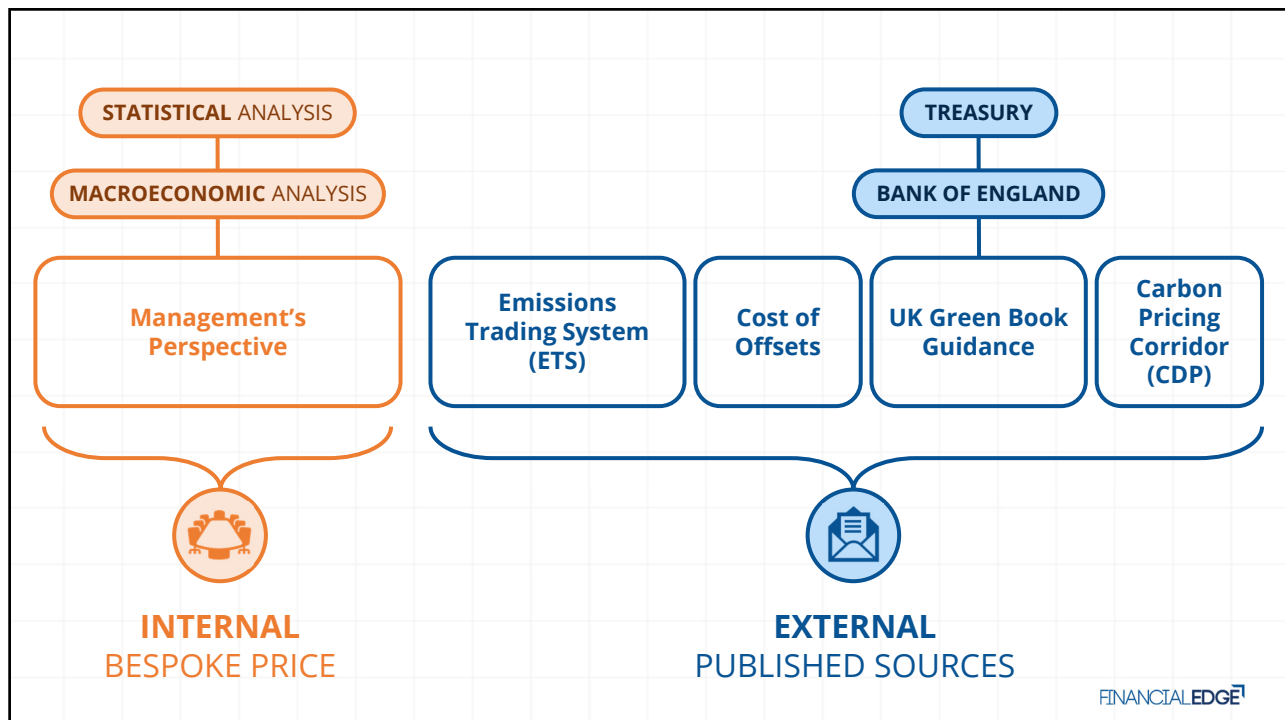 STATISTICAL ANALYSIS
MACROECONOMIC ANALYSIS
Management’s
Perspective
INTERNAL
BESPOKE PRICE
TREASURY
BANK OF ENGLAND
Emissions
Trading System
(ETS)
Cost of
Offsets
UK Green Book
Guidance
Carbon
Pricing
Corridor
(CDP)
EXTERNAL
PUBLISHED SOURCES
FINANCIALEDGE